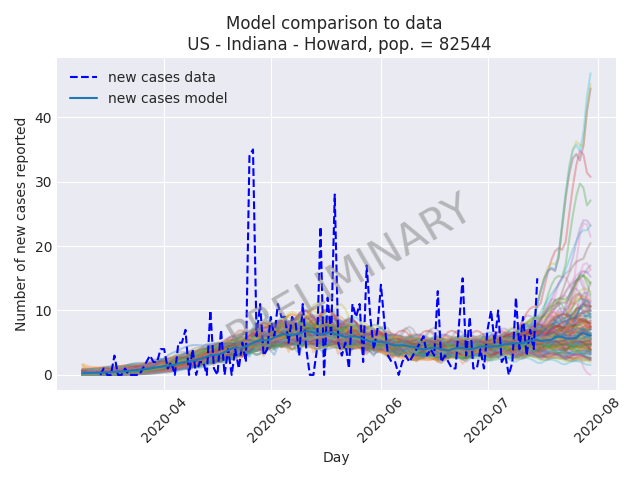 Model comparison to data
US - Indiana - Howard, pop. = 82544
new cases data
new cases model
Number of new cases reported
40
30
20
10
0
PRELIMINARY
2020-04
2020-05
2020-06
2020-07
2020-08
Day